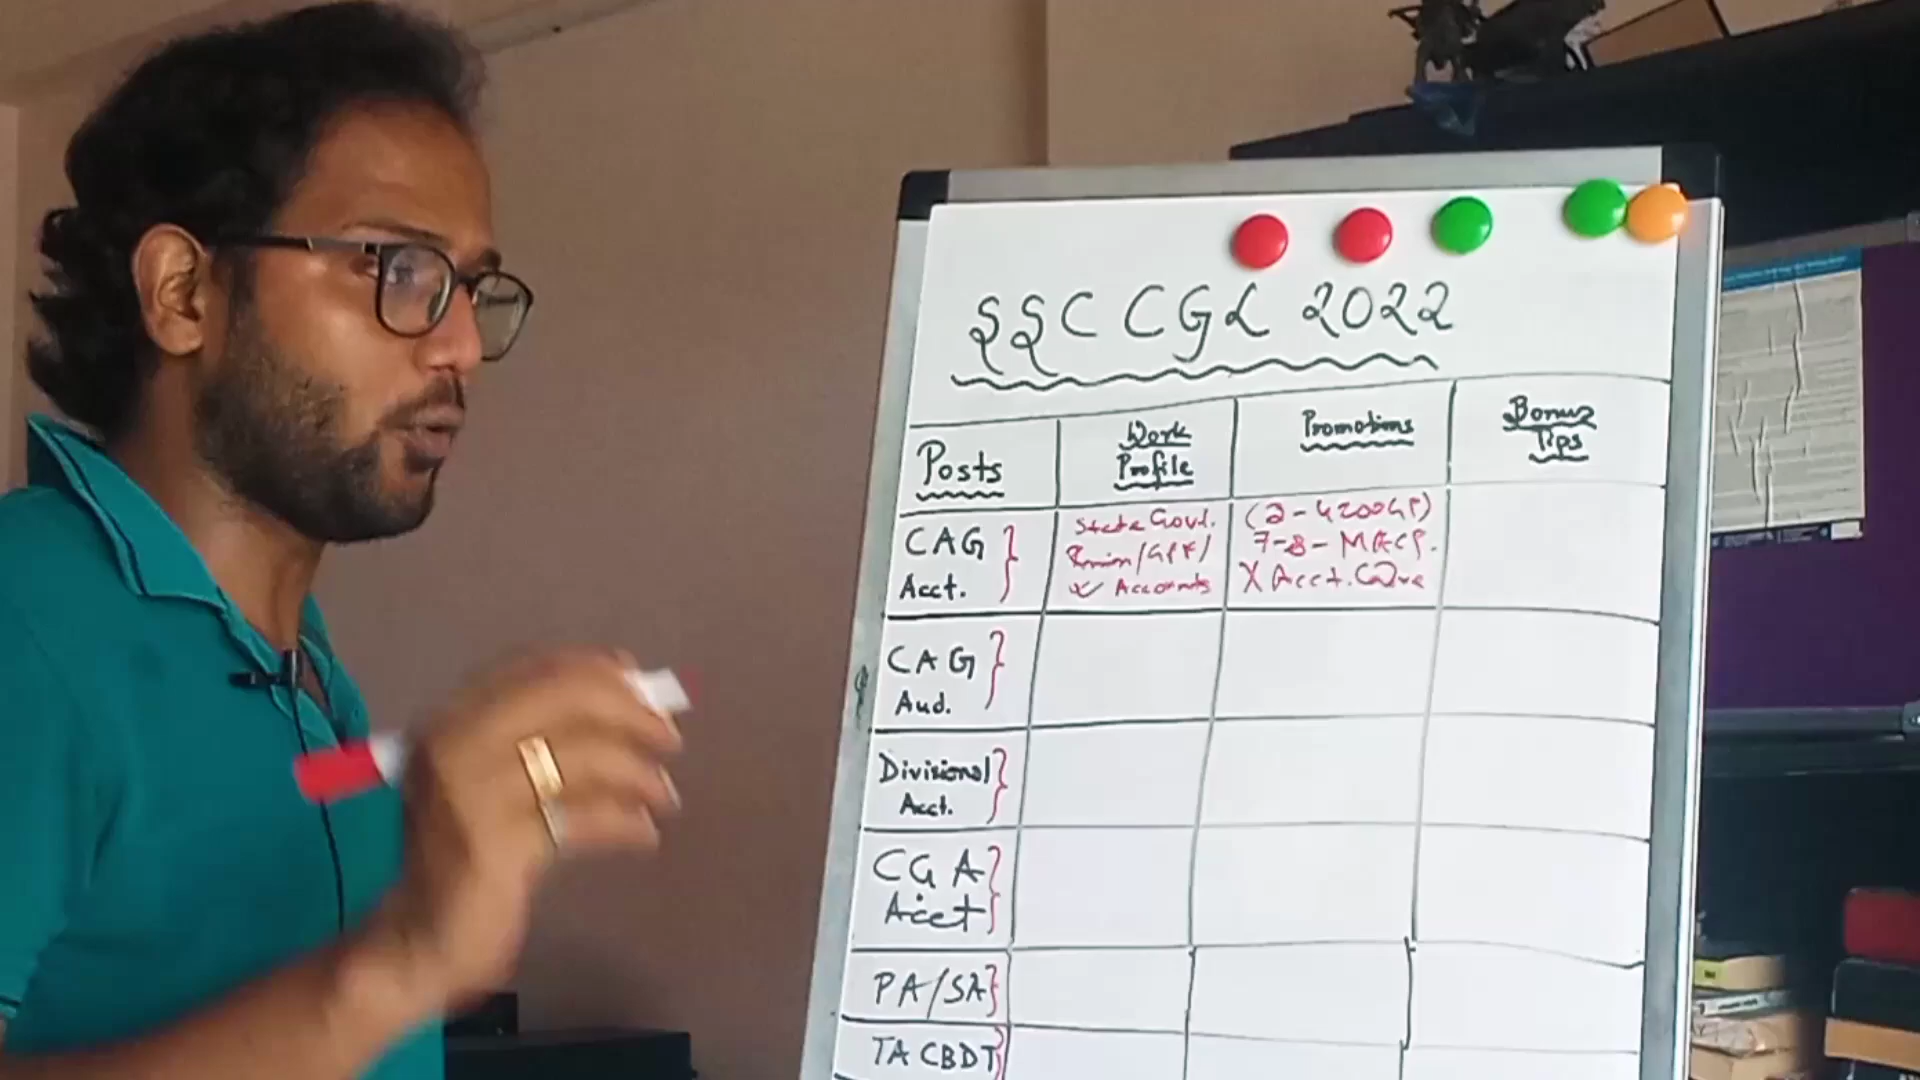 SSC CGL 2022
Posts
Work
Profile
Promotions
Bonus
Tips
CAG
Acct.
State Govt.
/GPF/
Accounts
(2-4200GP)
7-8-MACP.
X Acct.
CAG
Aud.
Divisional
Acct.
CGA
Acct
PA/SA
TA CBDT